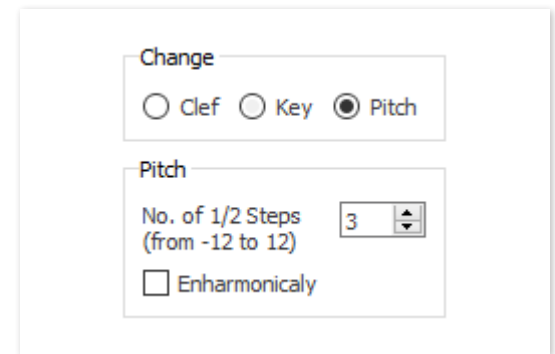 Change
Clef Key Pitch
Pitch
No. of 1/2 Steps
(from -12 to 12)
3
Enharmonicaly